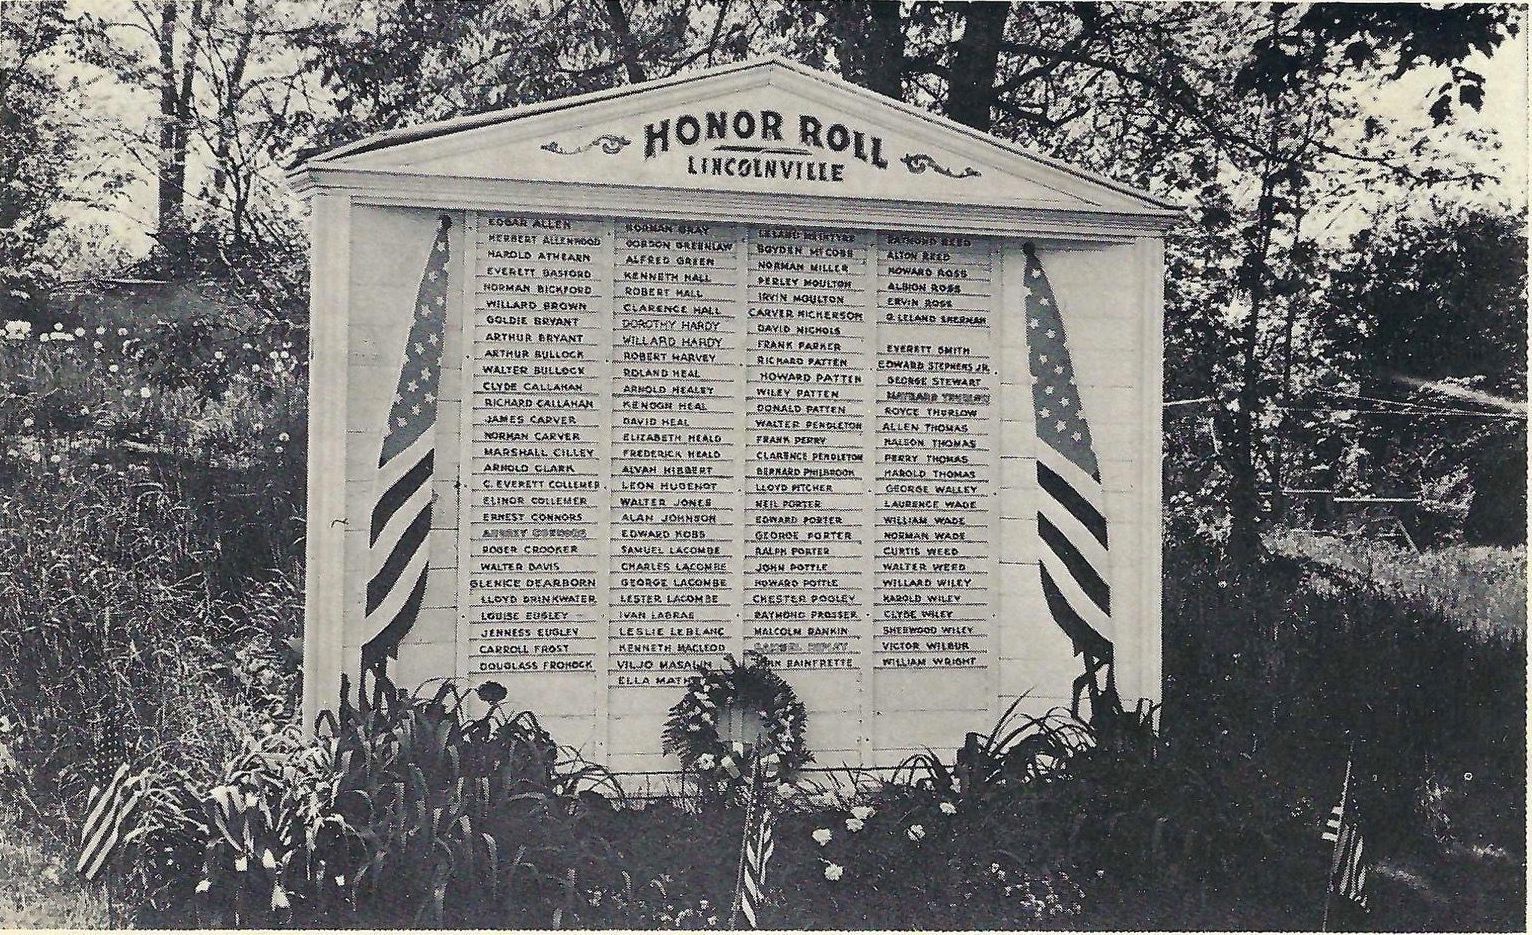 HONOR ROLL
LINCOLNVILLE
EDGAR ALLEN
HERBERT ALLENWOOD
HAROLD ATHEARN
EVERETT BASFORD
NORMAN BICKFORD
WILLARD BROWN
GOLDIE BRYANT
ARTHUR BRYANT
ARTHUR BULLOCK
WALTER BULLOCK
CLYDE CALLAHAN
RICHARD CALLAHAN
JAMES CARVER
NORMAN CARVER
MARSHALL CILLEY
ARNOLD CLARK
C. EVERETT COLLEMER
ELINOR COLLEMER
ERNEST CONNORS
ROGER CROOKER
WALTER DAVIS
GLENICE DEARBORN
LLOYD DRINKWATER
LOUISE EUGLEY
JENNESS EUGLEY
CARROLL FROST
DOUGLASS FROHOCK
NORMAN GRAY
GORDON GREENLAW
ALFRED GREEN
KENNETH HALL
ROBERT HALL
CLARENCE HALL
DOROTHY HARDY
WILLARD HARDY
ROBERT HARVEY
ROLAND HEAL
ARNOLD HEALEY
KENDON HEAL
DAVID HEAL
ELIZABETH HEALD
FREDERICK HEALD
ALVAH HIBBERT
LEON HUGENOT
WALTER JONES
ALAN JOHNSON
EDWARD KOBS
SAMUEL LACOMBE
CHARLES LACOMBE
GEORGE LACOMBE
LESTER LACOMBE
IVAN LABRAE
LESLIE LEBLANC
KENNETH MACLEOD
VILJO MASALIN
ELLA
MCINTYRE
BOYDEN MCCOBB
NORMAN MILLER
PERLEY MOULTON
IRVIN MOULTON
CARVER NICKERSON
DAVID NICHOLS
FRANK PARKER
RICHARD PATTEN
HOWARD PATTEN
WILEY PATTEN
DONALD PATTEN
WALTER PENDLETON
FRANK PERRY
CLARENCE PENDLETON
BERNARD PHILBROOK
LLOYD PITCHER
NEIL PORTER
EDWARD PORTER
GEORGE PORTER
RALPH PORTER
JOHN POTTLE
HOWARD POTTLE
CHESTER POOLEY
RAYMOND PROSSER
MALCOLM RANKIN
RAINFRETTE
RAYMOND REED
ALTON REED
HOWARD ROSS
ALBION ROSS
ERVIN ROSS
O. LELAND SHERMAN
EVERETT SMITH
EDWARD STEPHENS JR.
GEORGE STEWART
ROYCE THURLOW
ALLEN THOMAS
NALSON THOMAS
PERRY THOMAS
HAROLD THOMAS
GEORGE WALLEY
LAURENCE WADE
WILLIAM WADE
NORMAN WADE
CURTIS WEED
WALTER WEED
WILLARD WILEY
HAROLD WILEY
CLYDE WILEY
SHERWOOD WILEY
VICTOR WILBUR
WILLIAM WRIGHT